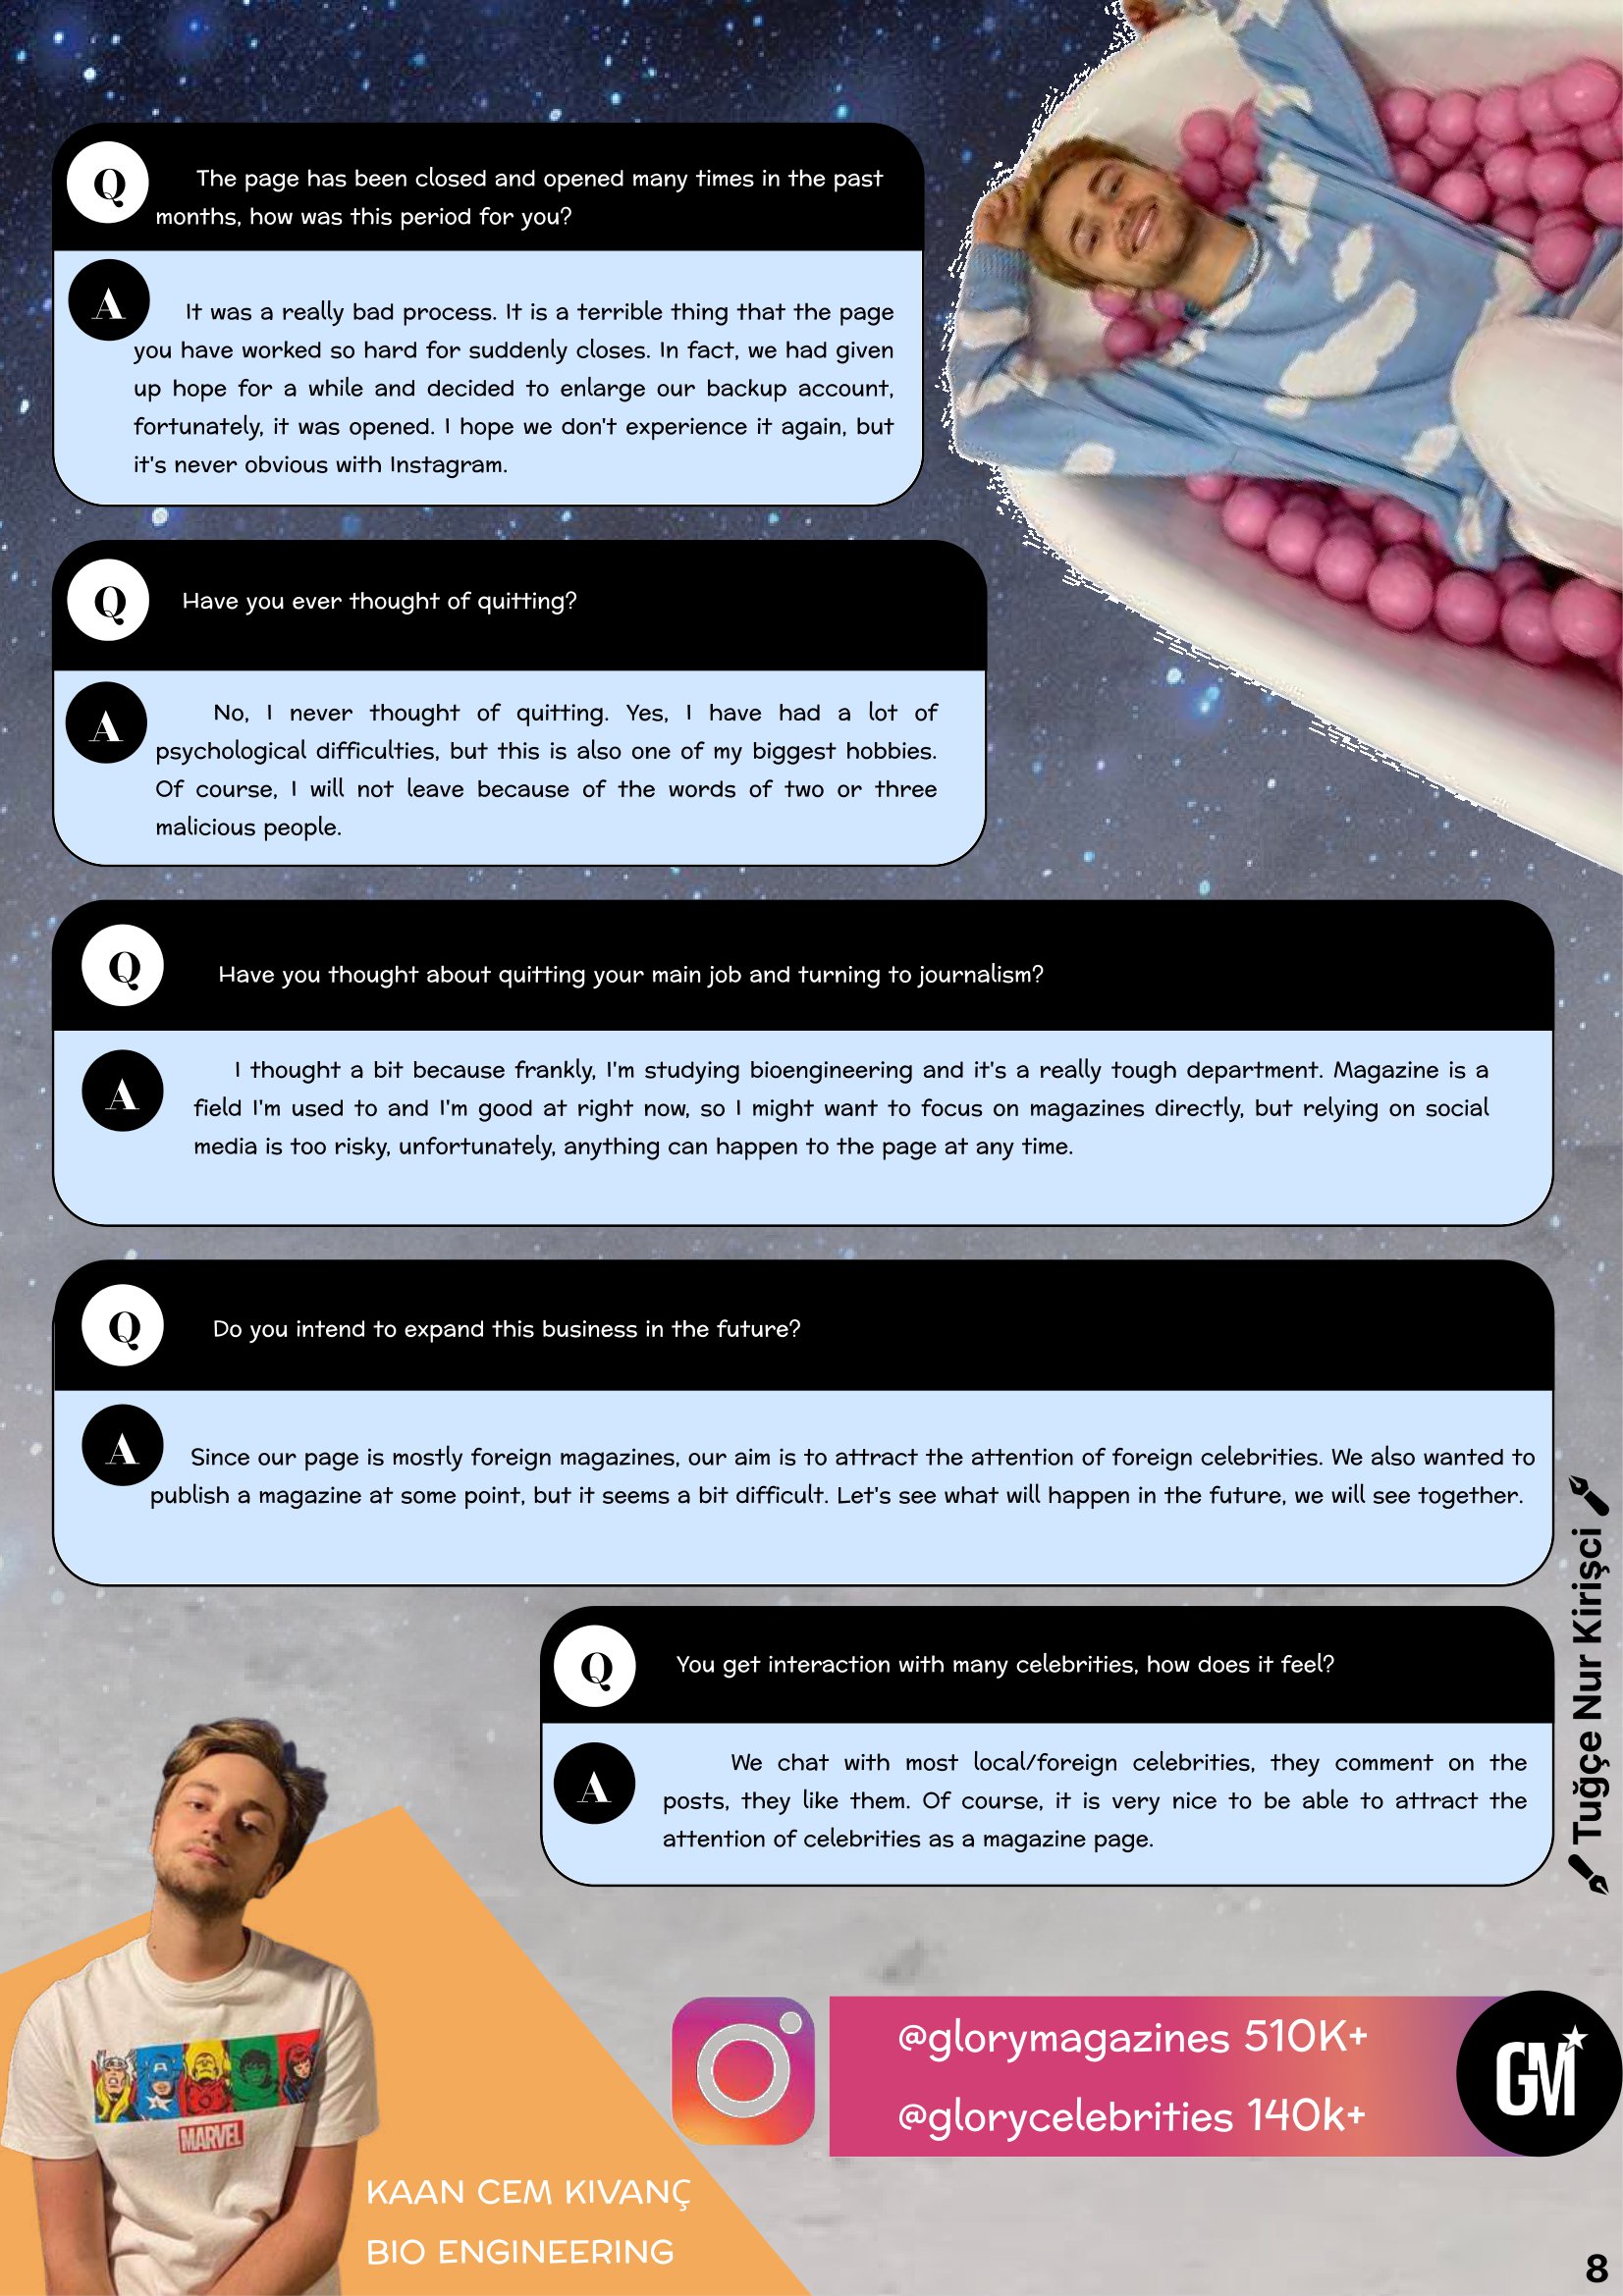 Q
The page has been closed and opened many times in the past
months, how was this period for you?
A
It was a really bad process. It is a terrible thing that the page
you have worked so hard for suddenly closes. In fact, we had given
up hope for a while and decided to enlarge our backup account,
fortunately, it was opened. I hope we don't experience it again, but
it's never obvious with Instagram.
Q
Have you ever thought of quitting?
A
No, I never thought of quitting. Yes, I have had a lot of
psychological difficulties, but this is also one of my biggest hobbies.
Of course, I will not leave because of the words of two or three
malicious people.
Q
Have you thought about quitting your main job and turning to journalism?
A
I thought a bit because frankly, I'm studying bioengineering and it's a really tough department. Magazine is a
field I'm used to and I'm good at right now, so I might want to focus on magazines directly, but relying on social
media is too risky, unfortunately, anything can happen to the page at any time.
Q
Do you intend to expand this business in the future?
A
Since our page is mostly foreign magazines, our aim is to attract the attention of foreign celebrities. We also wanted to
publish a magazine at some point, but it seems a bit difficult. Let's see what will happen in the future, we will see together.
Q
You get interaction with many celebrities, how does it feel?
A
We chat with most local/foreign celebrities, they comment on the
posts, they like them. Of course, it is very nice to be able to attract the
attention of celebrities as a magazine page.
Tuğçe Nur Kirişci
MARVEL
@glorymagazines 510K+
@glorycelebrities 140k+
GM
KAAN CEM KIVANÇ
BIO ENGINEERING
8